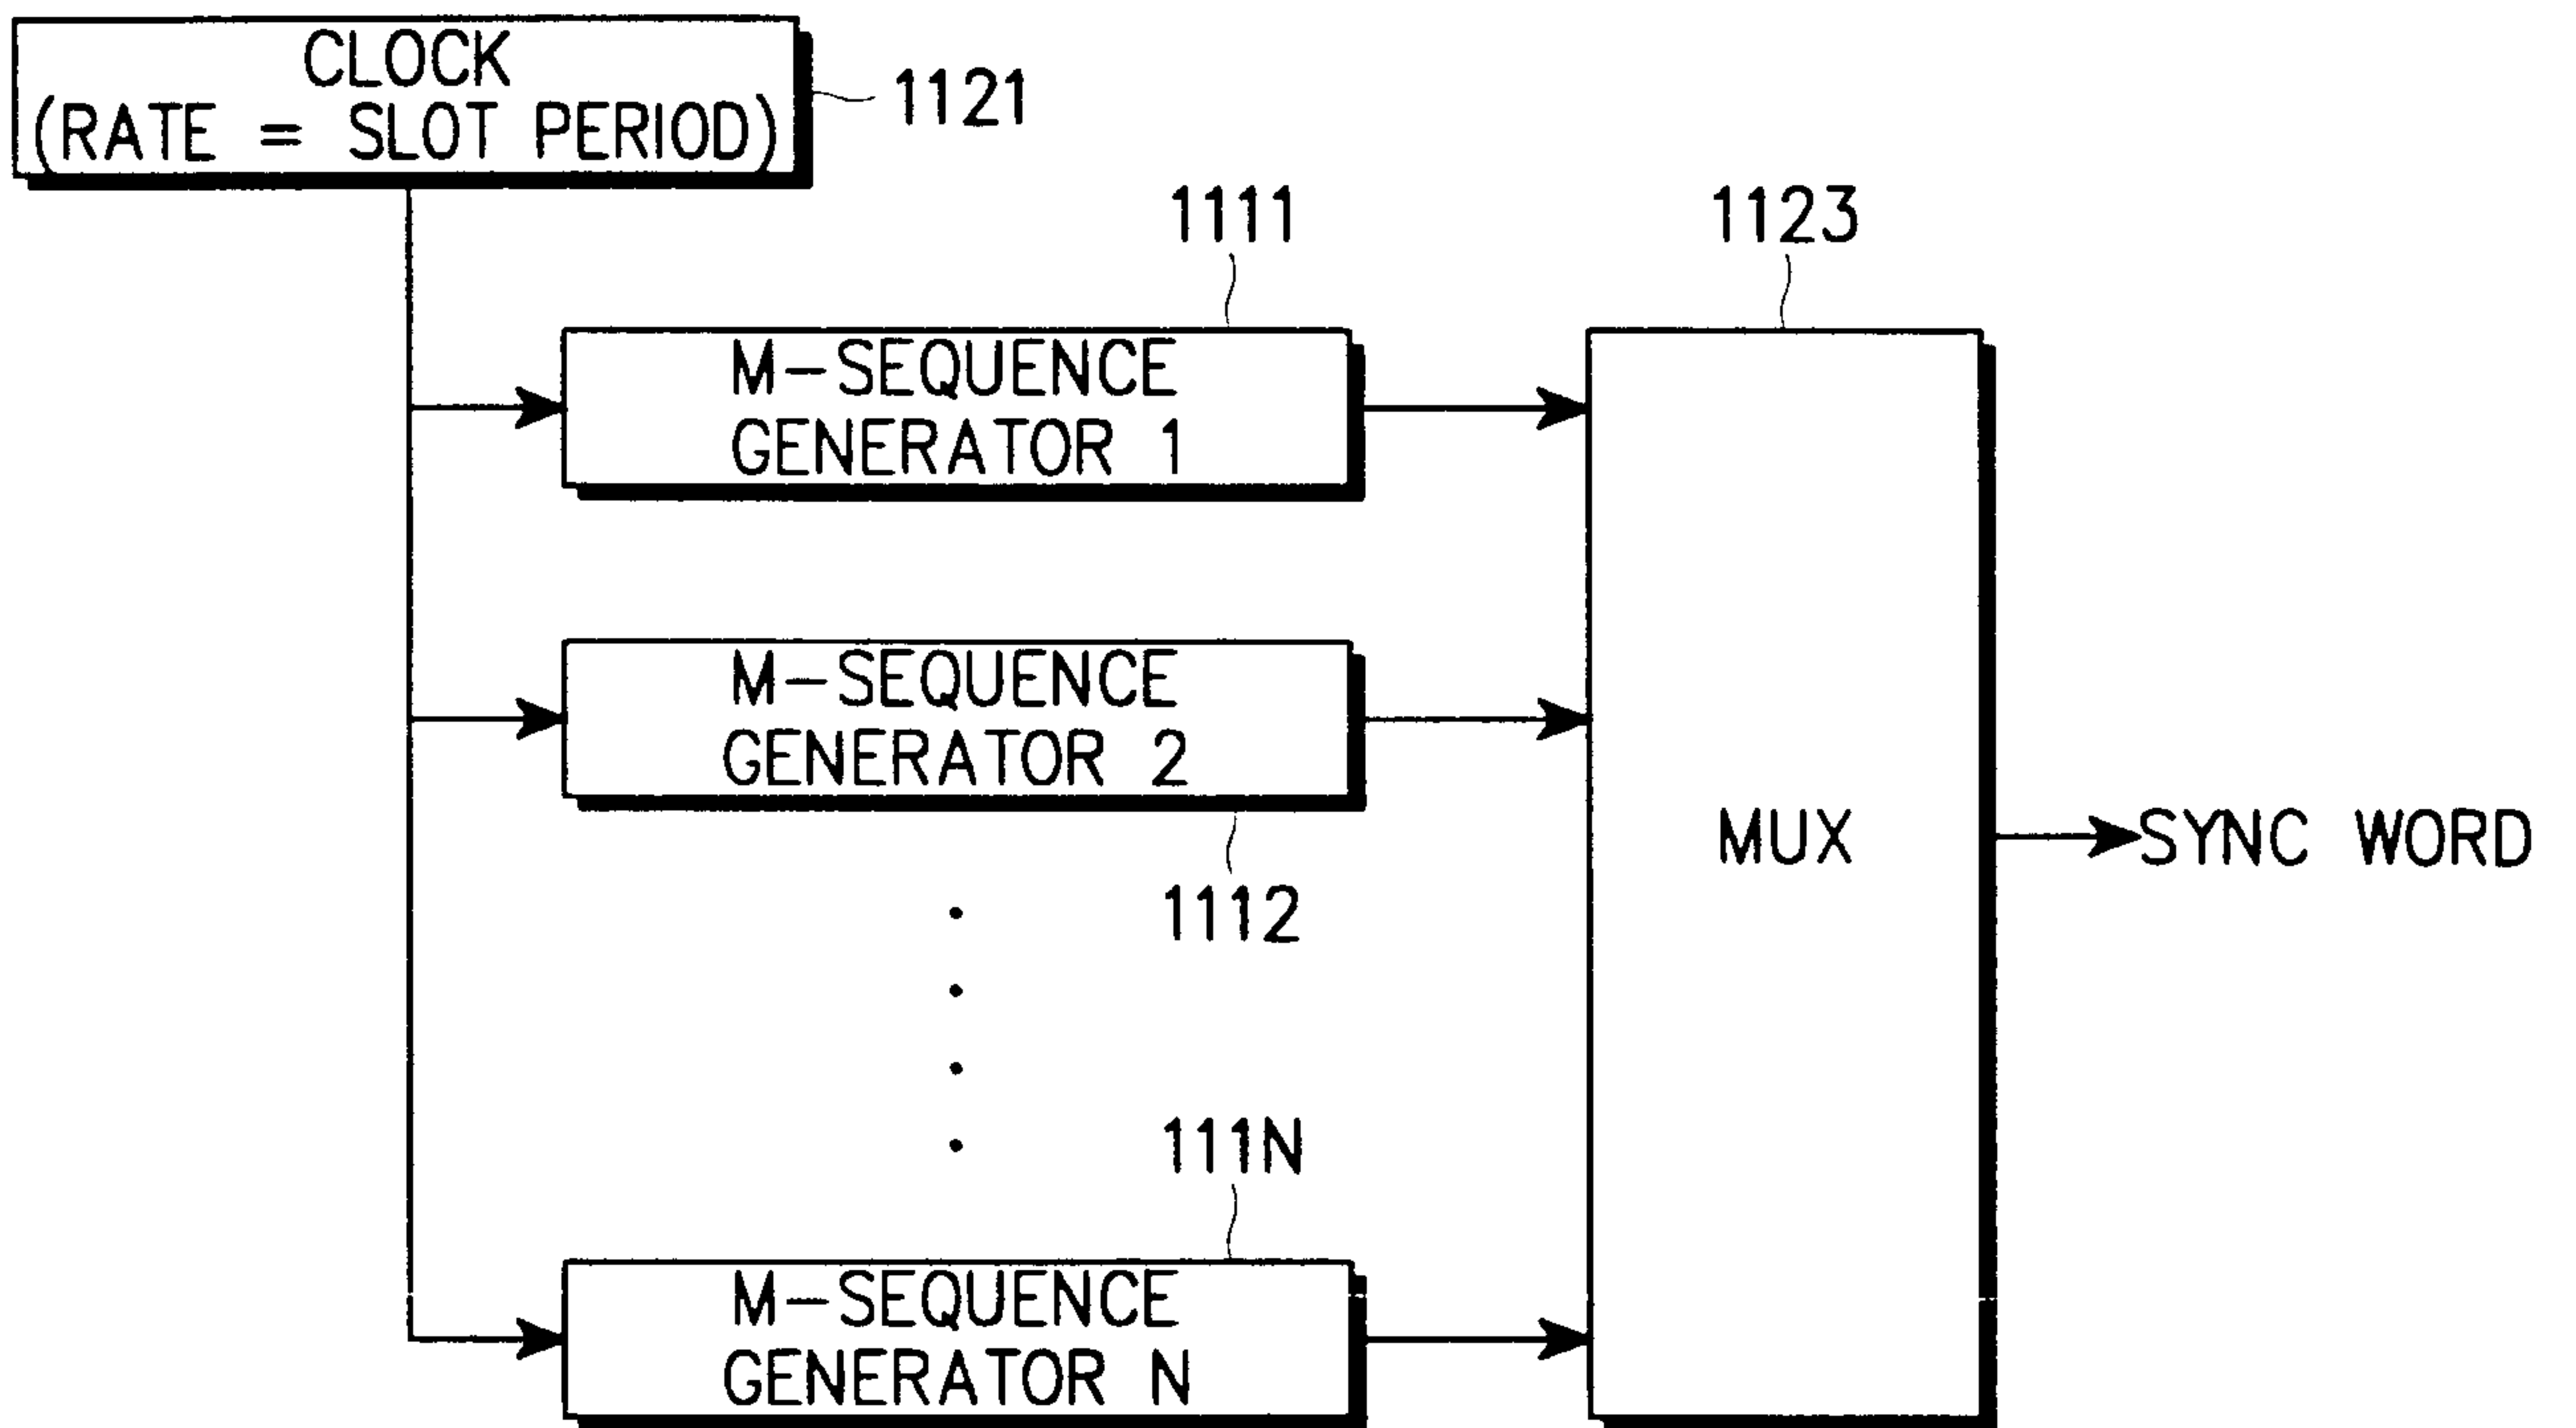 CLOCK
(RATE = SLOT PERIOD)
1121
1111
1123
M-SEQUENCE
GENERATOR 1
M-SEQUENCE
GENERATOR 2
MUX
SYNC WORD
1112
111N
M-SEQUENCE
GENERATOR N